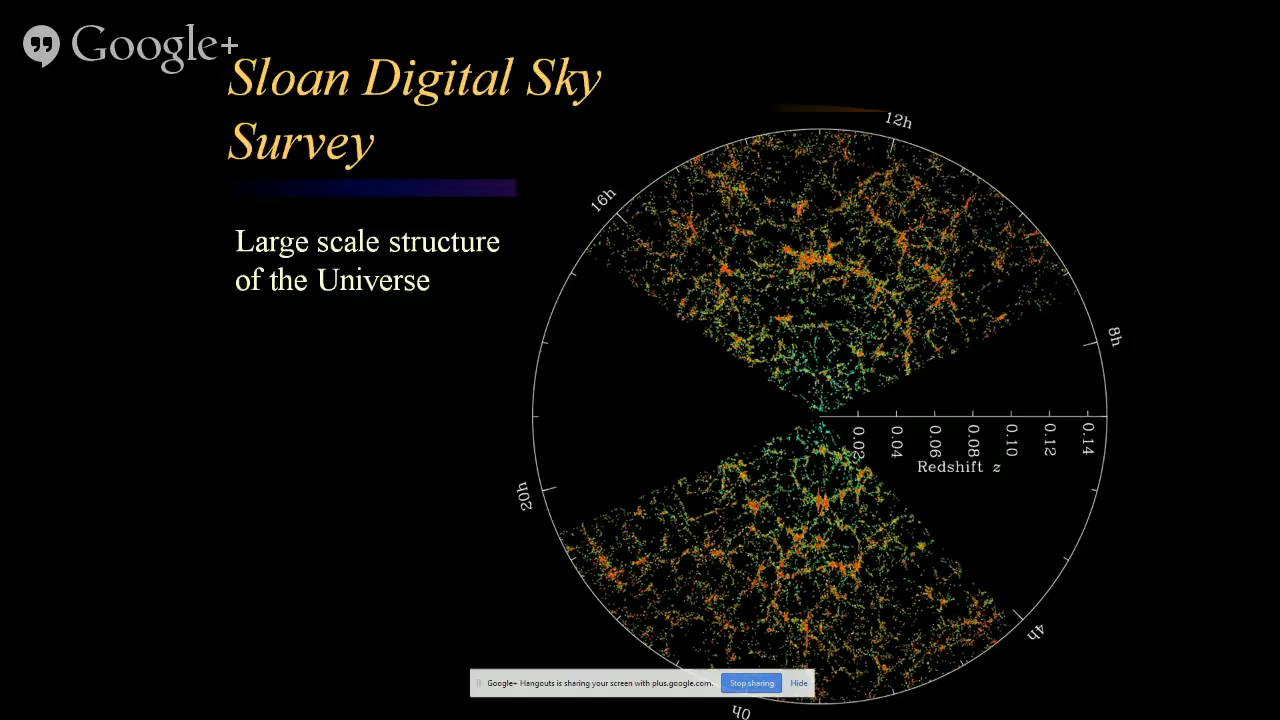 Google+
Sloan Digital Sky
Survey
Large scale structure
of the Universe
12h
16h
8h
20h
4h
0h
0.02
0.04
0.06
0.08
0.10
0.12
0.14
Redshift z
Google+ Hangouts is sharing your screen with plus.google.com.
Stop sharing
Hide